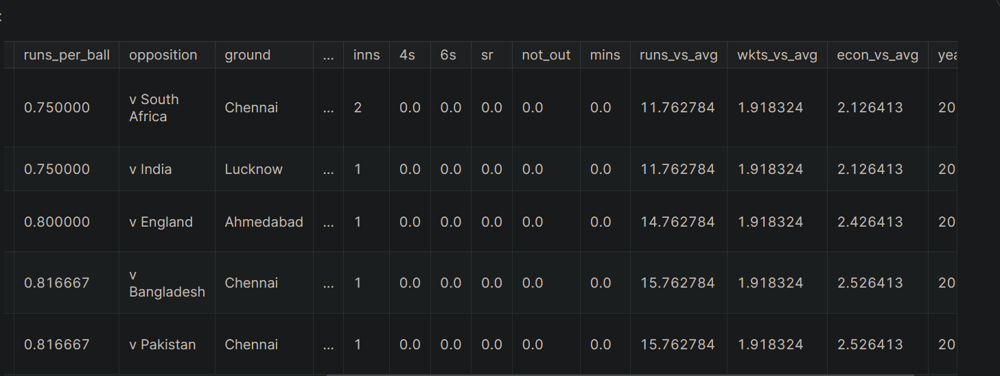 :
runs_per_ball opposition ground ... inns 4s 6s sr not_out mins runs_vs_avg wkts_vs_avg econ_vs_avg yea
0.750000 v South Africa Chennai ... 2 0.0 0.0 0.0 0.0 0.0 11.762784 1.918324 2.126413 20
0.750000 v India Lucknow ... 1 0.0 0.0 0.0 0.0 0.0 11.762784 1.918324 2.126413 20
0.800000 v England Ahmedabad ... 1 0.0 0.0 0.0 0.0 0.0 14.762784 1.918324 2.426413 20
0.816667 v Bangladesh Chennai ... 1 0.0 0.0 0.0 0.0 0.0 15.762784 1.918324 2.526413 20
0.816667 v Pakistan Chennai ... 1 0.0 0.0 0.0 0.0 0.0 15.762784 1.918324 2.526413 20